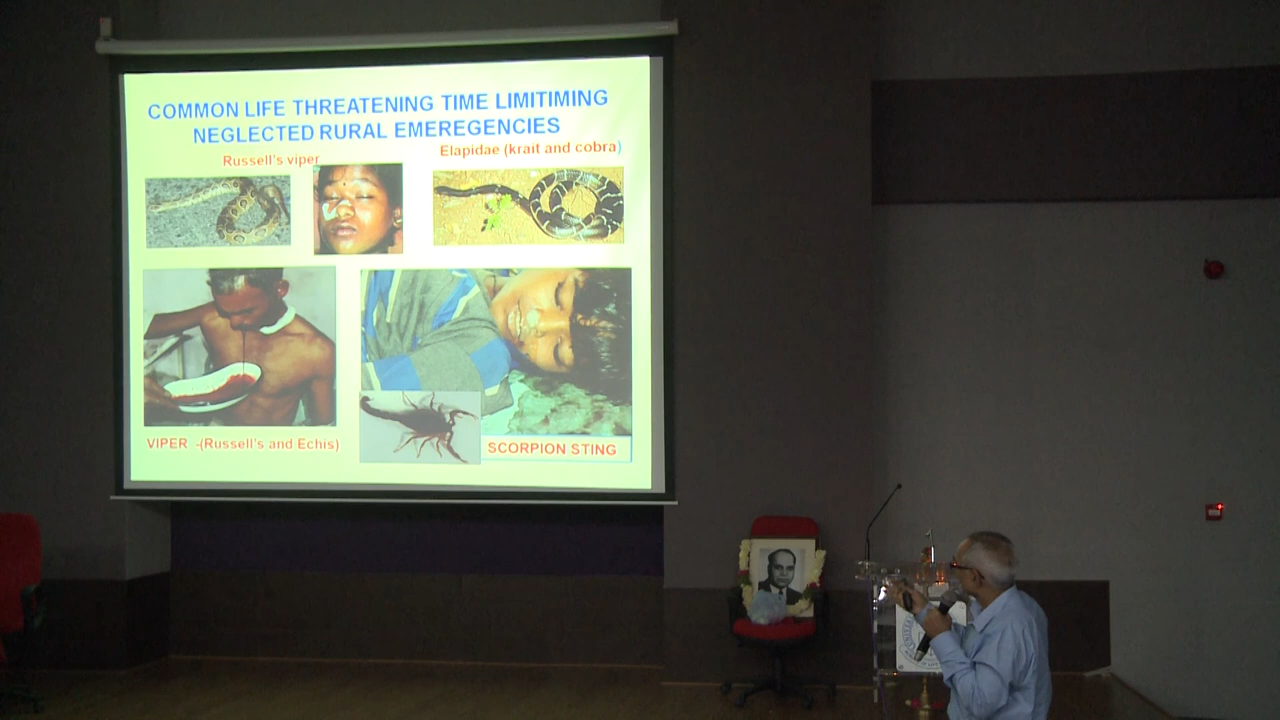 COMMON LIFE THREATENING TIME LIMITIMING
NEGLECTED RURAL EMEREGENCIES
Russell's viper
Elapidae (krait and cobra)
VIPER -(Russell's and Echis)
SCORPION STING